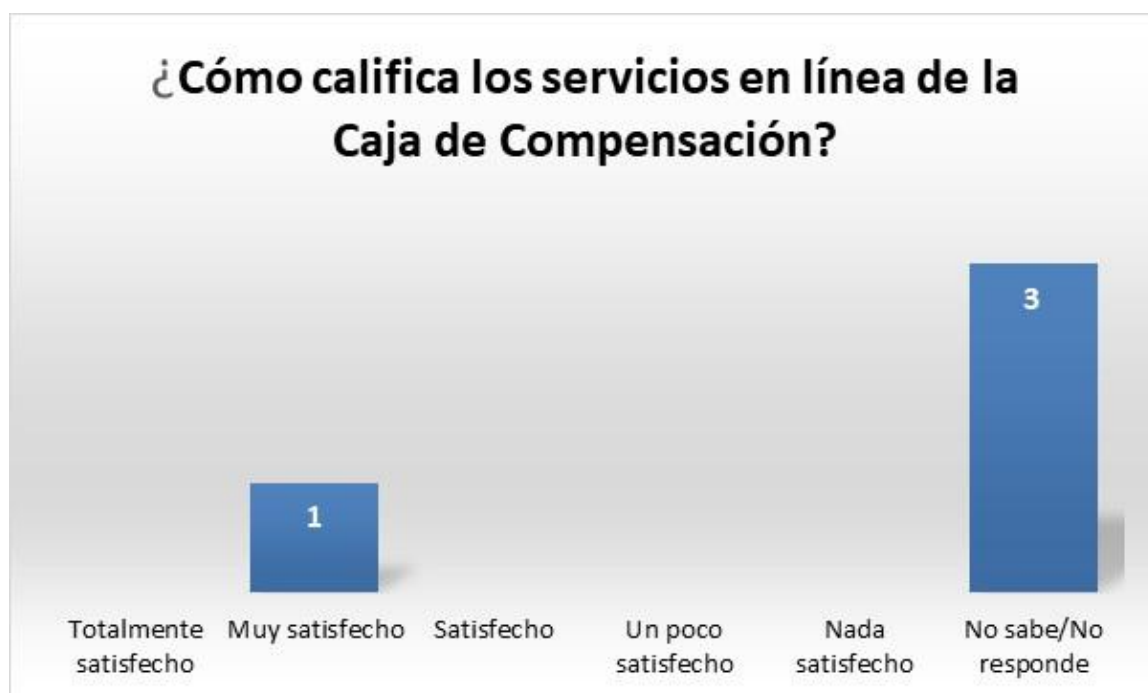 ¿Cómo califica los servicios en línea de la
Caja de Compensación?
3
1
Totalmente
satisfecho
Muy satisfecho
Satisfecho
Un poco
satisfecho
Nada
satisfecho
No sabe/No
responde